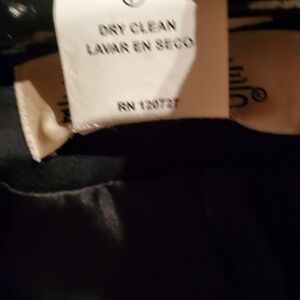 DRY CLEAN
LAVAR EN SECO
RN 120727